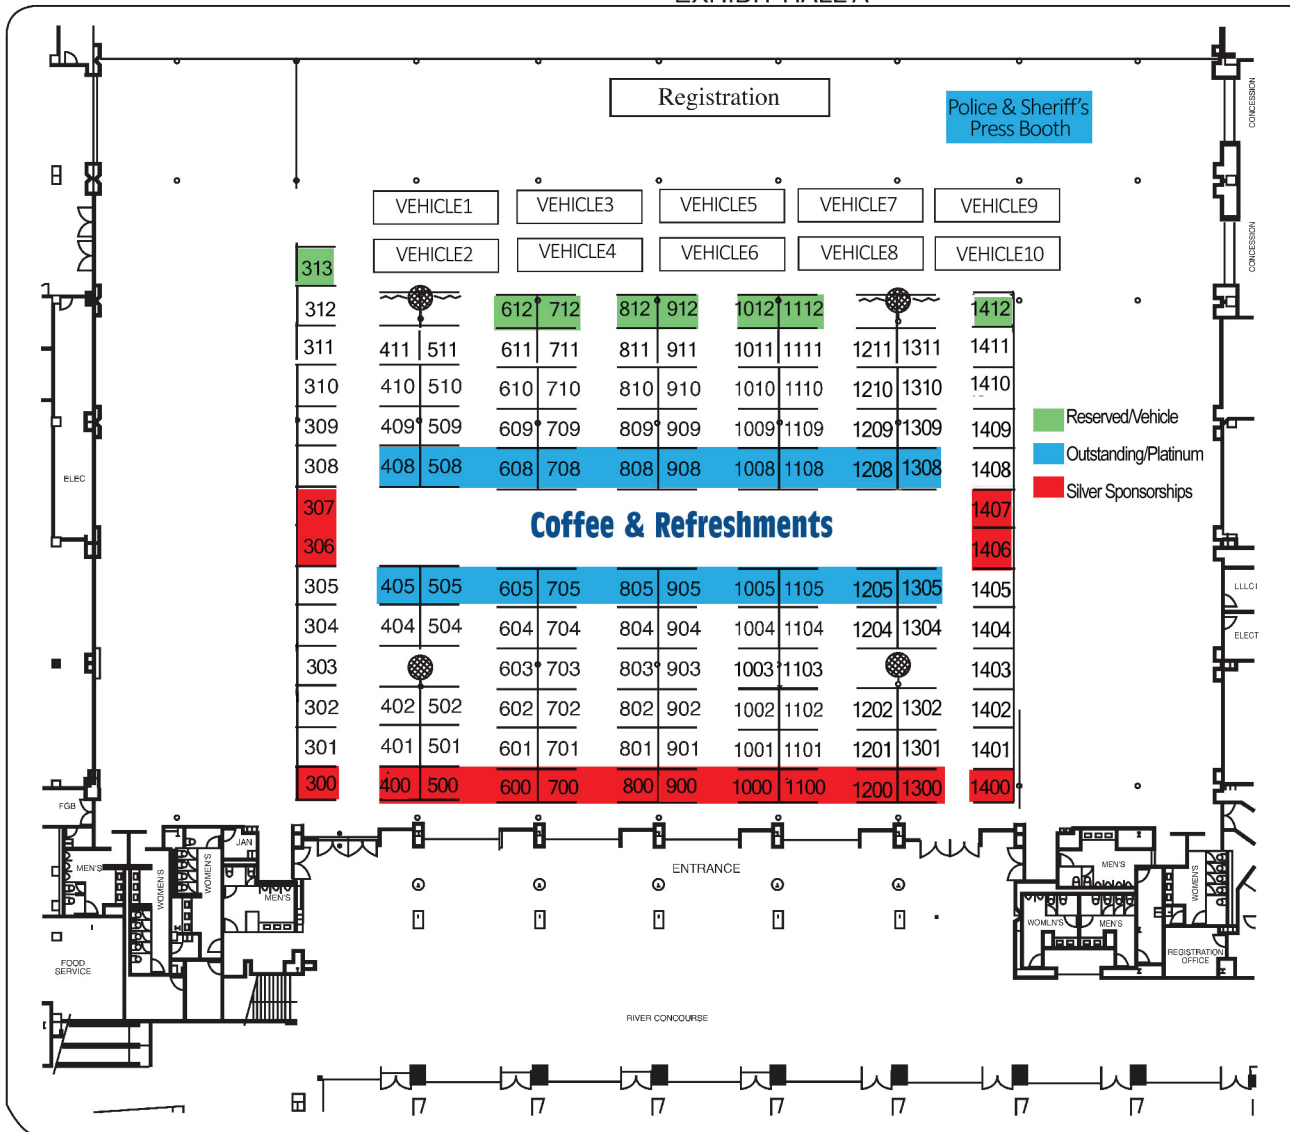 EXHIBIT HALL A
Registration
Police & Sheriff's
Press Booth
CONCESSION
VEHICLE1 VEHICLE3 VEHICLE5 VEHICLE7 VEHICLE9
VEHICLE2 VEHICLE4 VEHICLE6 VEHICLE8 VEHICLE10
CONCESSION
313
312 612 712 812 912 1012 1112 1412
311 411 511 611 711 811 911 1011 1111 1211 1311 1411
310 410 510 610 710 810 910 1010 1110 1210 1310 1410
309 409 509 609 709 809 909 1009 1109 1209 1309 1409
308 408 508 608 708 808 908 1008 1108 1208 1308 1408
Reserved/Vehicle
Outstanding/Platinum
Silver Sponsorships
ELEC
307 1407
Coffee & Refreshments
306 1406
305 405 505 605 705 805 905 1005 1105 1205 1305 1405
LLLCI
304 404 504 604 704 804 904 1004 1104 1204 1304 1404
ELECT
303 603 703 803 903 1003 1103 1403
302 402 502 602 702 802 902 1002 1102 1202 1302 1402
301 401 501 601 701 801 901 1001 1101 1201 1301 1401
300 400 500 600 700 800 900 1000 1100 1200 1300 1400
FGB
JAN
MEN'S
WOMEN'S
WOMEN'S
MEN'S
ENTRANCE
MEN'S
WOMEN'S
WOMLN'S
MEN'S
FOOD
SERVICE
REGISTRATION
OFFICE
RIVER CONCOURSE